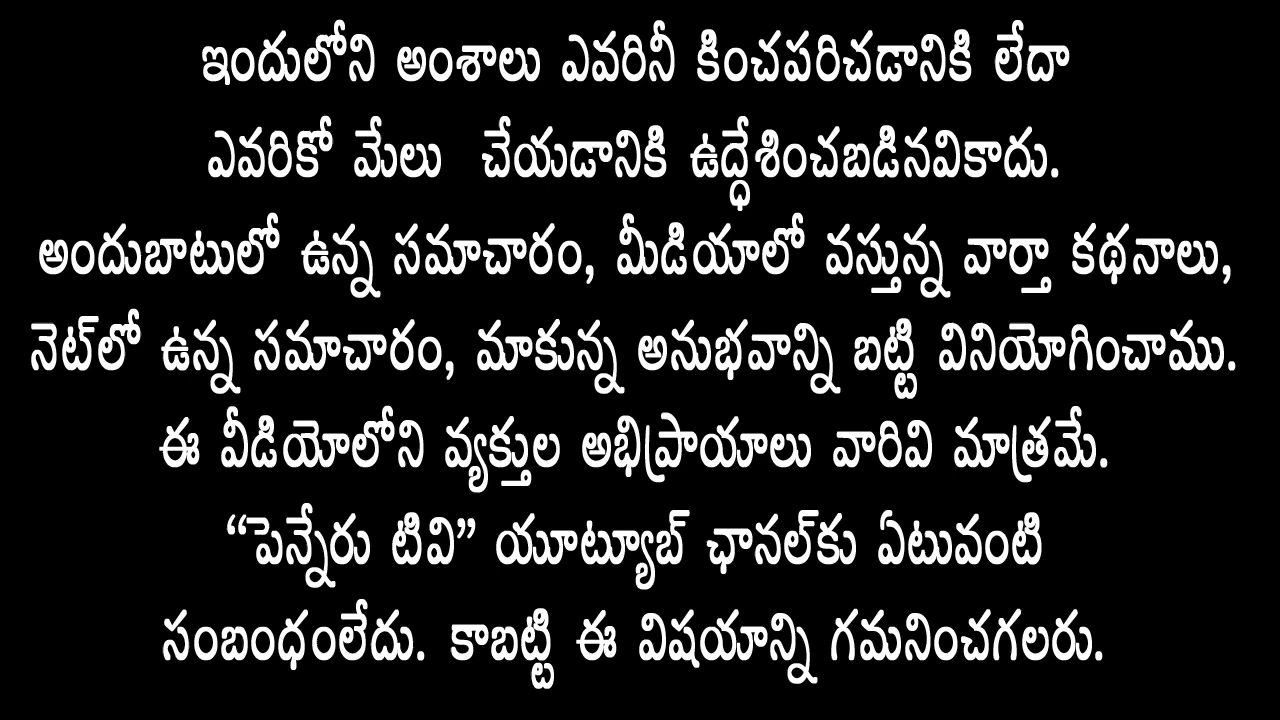 ఇందులోని అంశాలు ఎవరినీ కించపరిచడానికి లేదా
ఎవరికో మేలు చేయడానికి ఉద్ధేశించబడినవికాదు.
అందుబాటులో ఉన్న సమాచారం, మీడియాలో వస్తున్న వార్తా కథనాలు,
నెట్‌లో ఉన్న సమాచారం, మాకున్న అనుభవాన్ని బట్టి వినియోగించాము.
ఈ వీడియోలోని వ్యక్తుల అభిప్రాయాలు వారివి మాత్రమే.
“పెన్నేరు టివి” యూట్యూబ్ ఛానల్‌కు ఏటువంటి
సంబంధంలేదు. కాబట్టి ఈ విషయాన్ని గమనించగలరు.